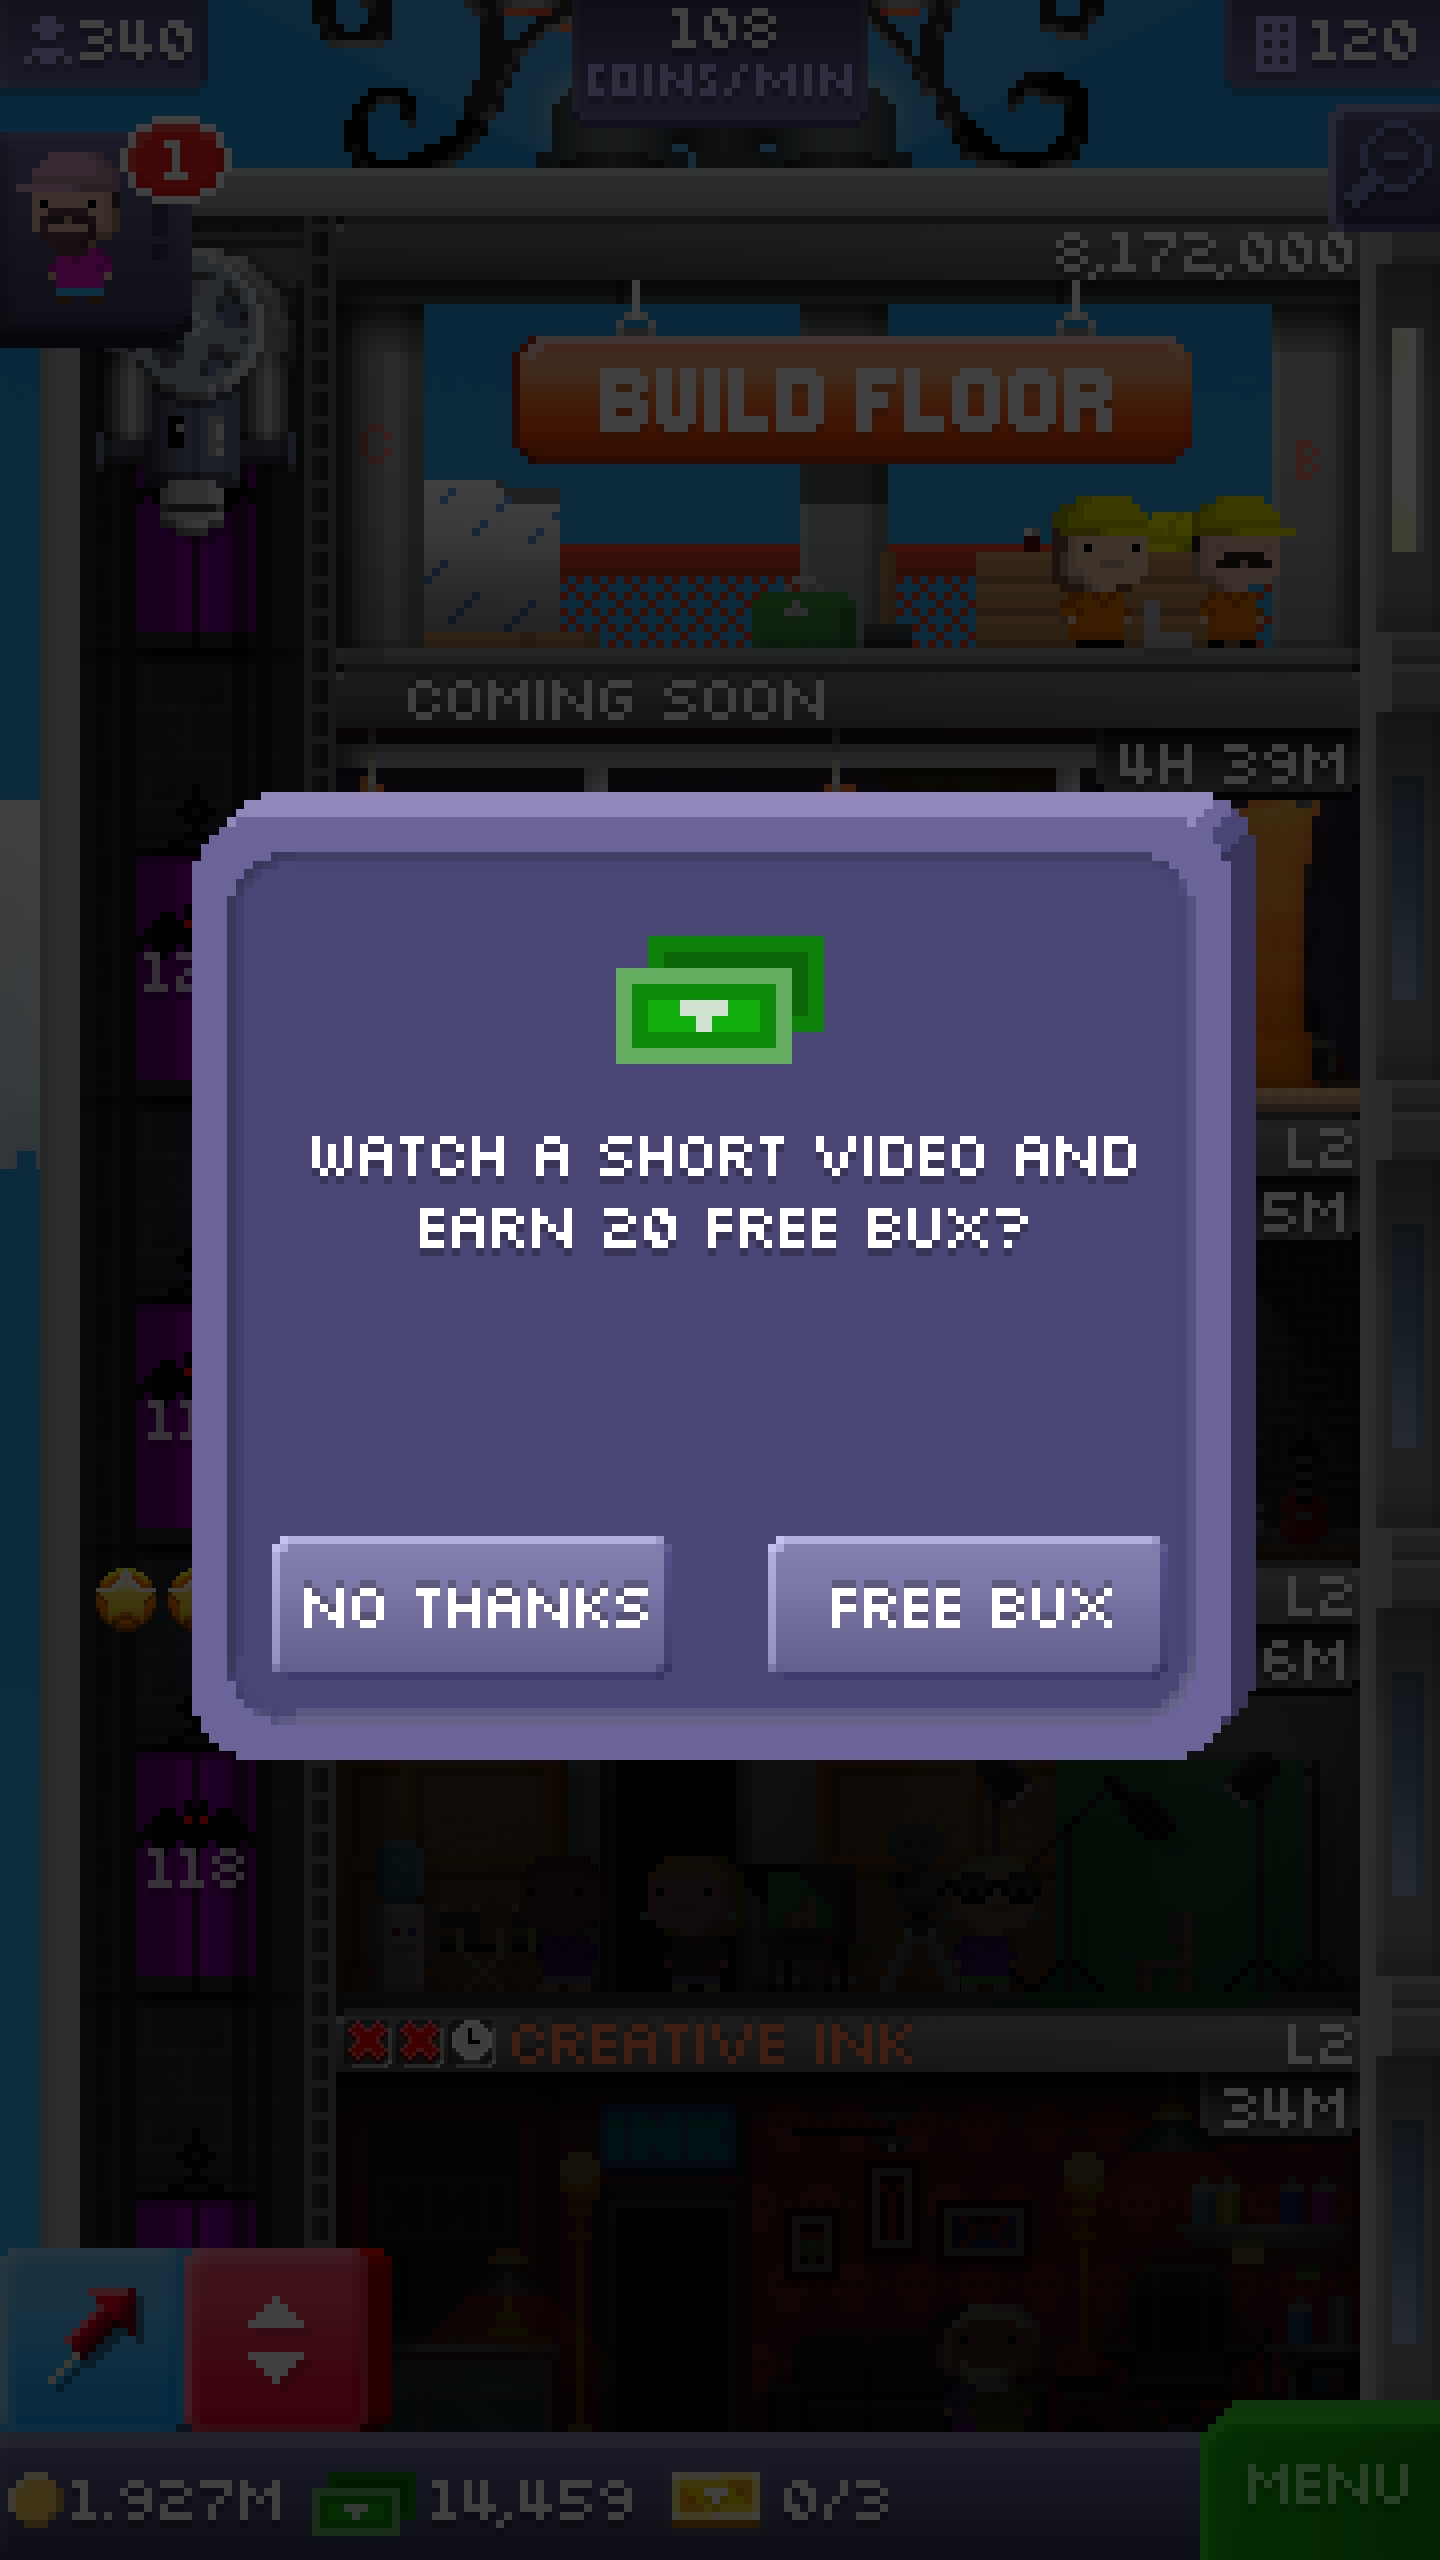 340
108
COINS/MIN
120
1
8,172,000
C
BUILD FLOOR
B
COMING SOON
4H 39M
WATCH A SHORT VIDEO AND
EARN 20 FREE BUX?
L2
5M
NO THANKS
FREE BUX
L2
6M
118
CREATIVE INK
L2
34M
INK
1.927M
14,459
0/3
MENU